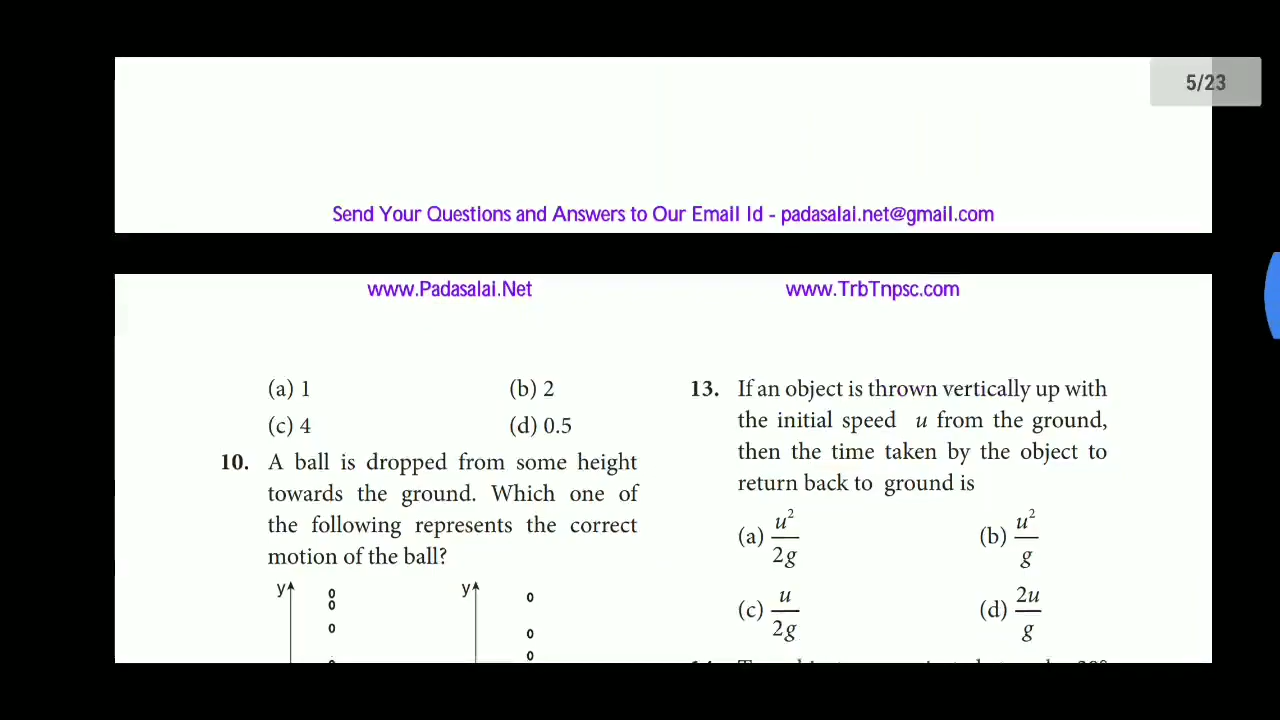 5/23
Send Your Questions and Answers to Our Email Id - padasalai.net@gmail.com
www.Padasalai.Net
www.TrbTnpsc.com
(a) 1
(b) 2
(c) 4
(d) 0.5
10. A ball is dropped from some height
towards the ground. Which one of
the following represents the correct
motion of the ball?
y
y
13. If an object is thrown vertically up with
the initial speed u from the ground,
then the time taken by the object to
return back to ground is
(a) u²/2g
(b) u²/g
(c) u/2g
(d) 2u/g